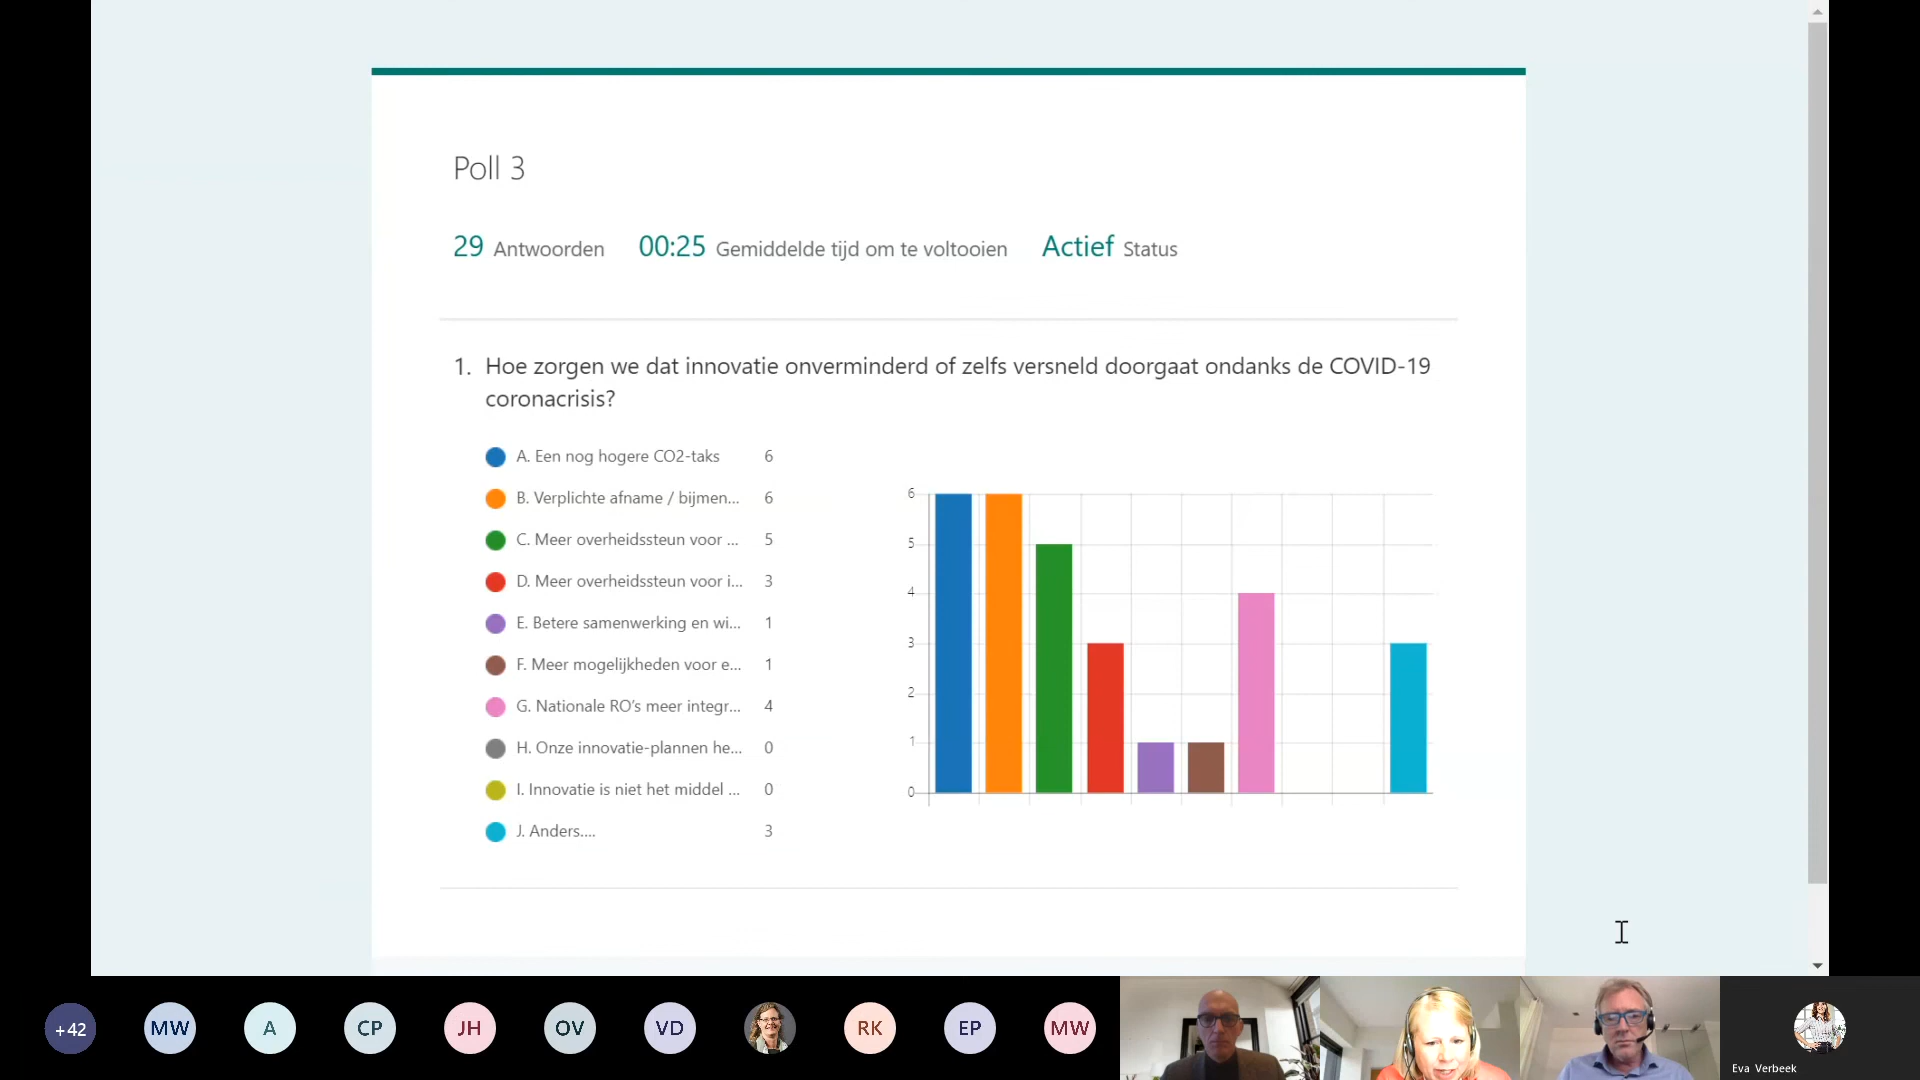 Poll 3
29 Antwoorden 00:25 Gemiddelde tijd om te voltooien Actief Status
1. Hoe zorgen we dat innovatie onverminderd of zelfs versneld doorgaat ondanks de COVID-19
coronacrisis?
A. Een nog hogere CO2-taks 6
B. Verplichte afname / bijmen... 6
C. Meer overheidssteun voor ... 5
D. Meer overheidssteun voor i... 3
E. Betere samenwerking en wi... 1
F. Meer mogelijkheden voor e... 1
G. Nationale RO's meer integr... 4
H. Onze innovatie-plannen he... 0
I. Innovatie is niet het middel ... 0
J. Anders.... 3
6
5
4
3
2
1
0
+42 MW A CP JH OV VD RK EP MW
Eva Verbeek